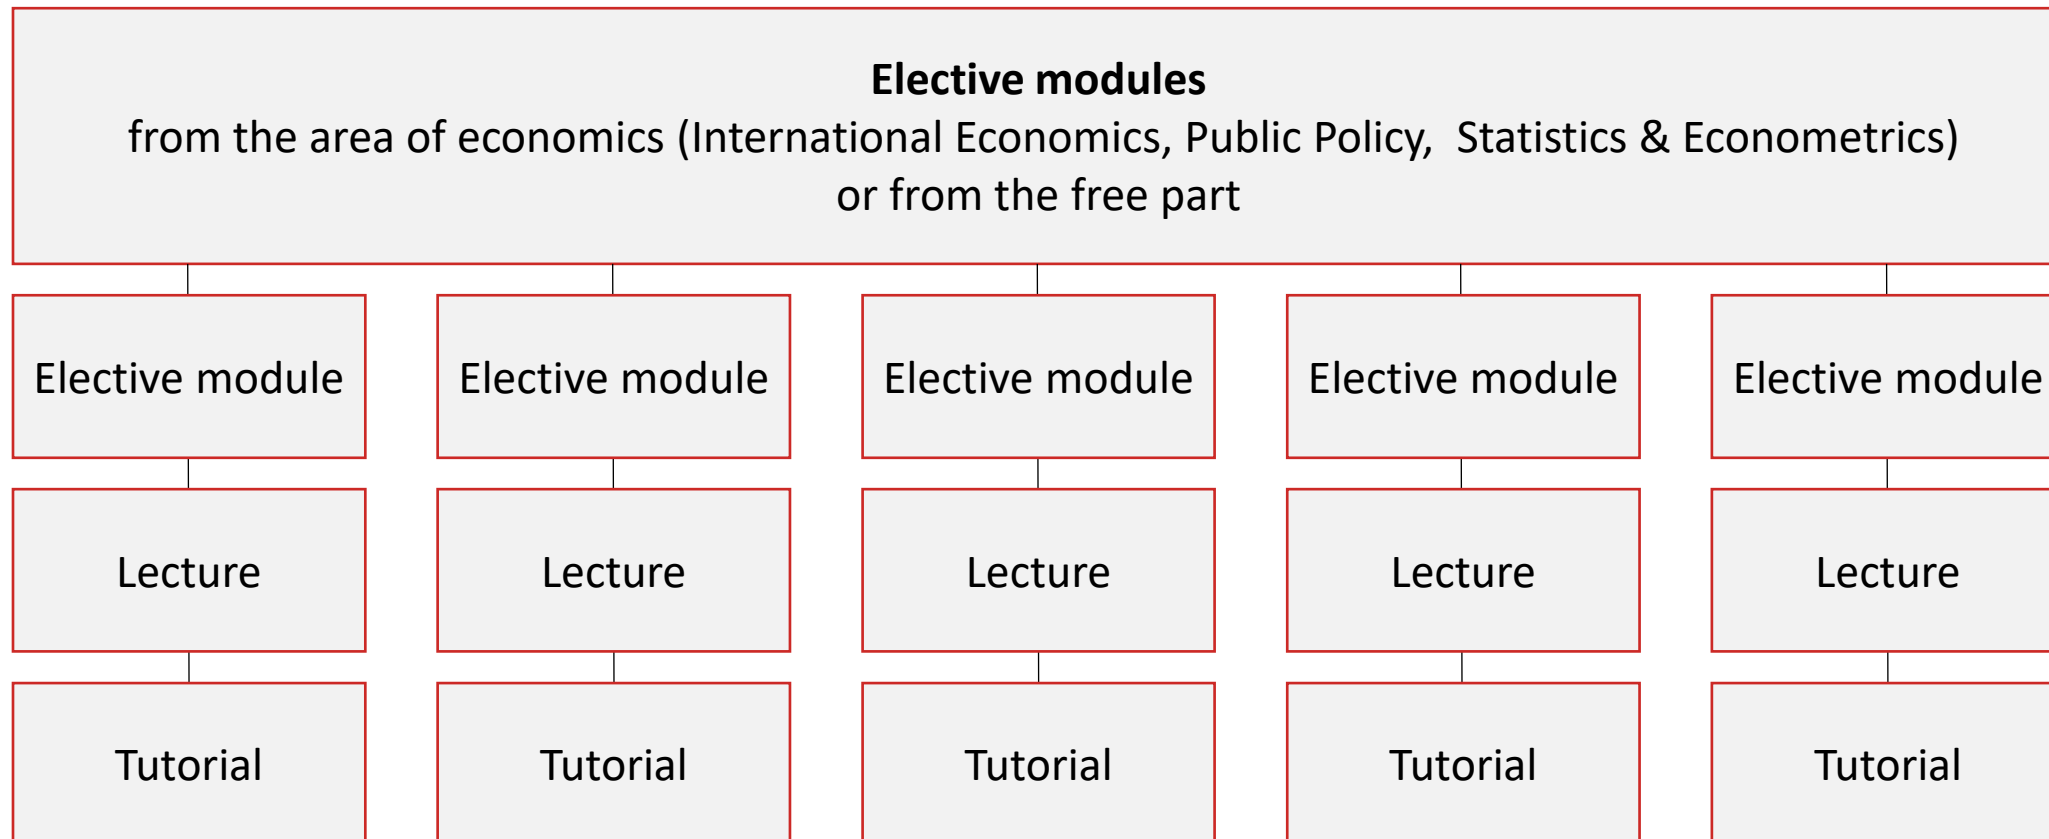 Elective modules
from the area of economics (International Economics, Public Policy,  Statistics & Econometrics)
or from the free part
Elective module
Elective module
Elective module
Elective module
Elective module
Lecture
Lecture
Lecture
Lecture
Lecture
Tutorial
Tutorial
Tutorial
Tutorial
Tutorial